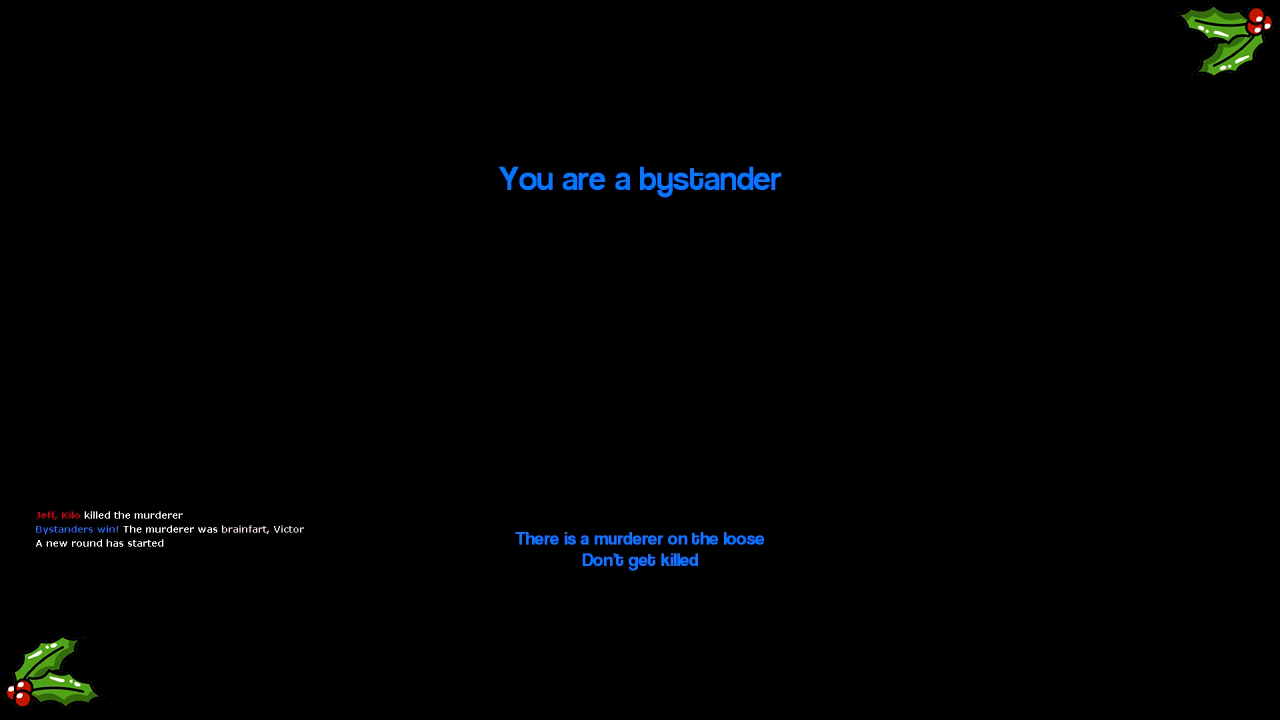 You are a bystander
Jeff, Kilo killed the murderer
Bystanders win! The murderer was brainfart, Victor
A new round has started
There is a murderer on the loose
Don't get killed